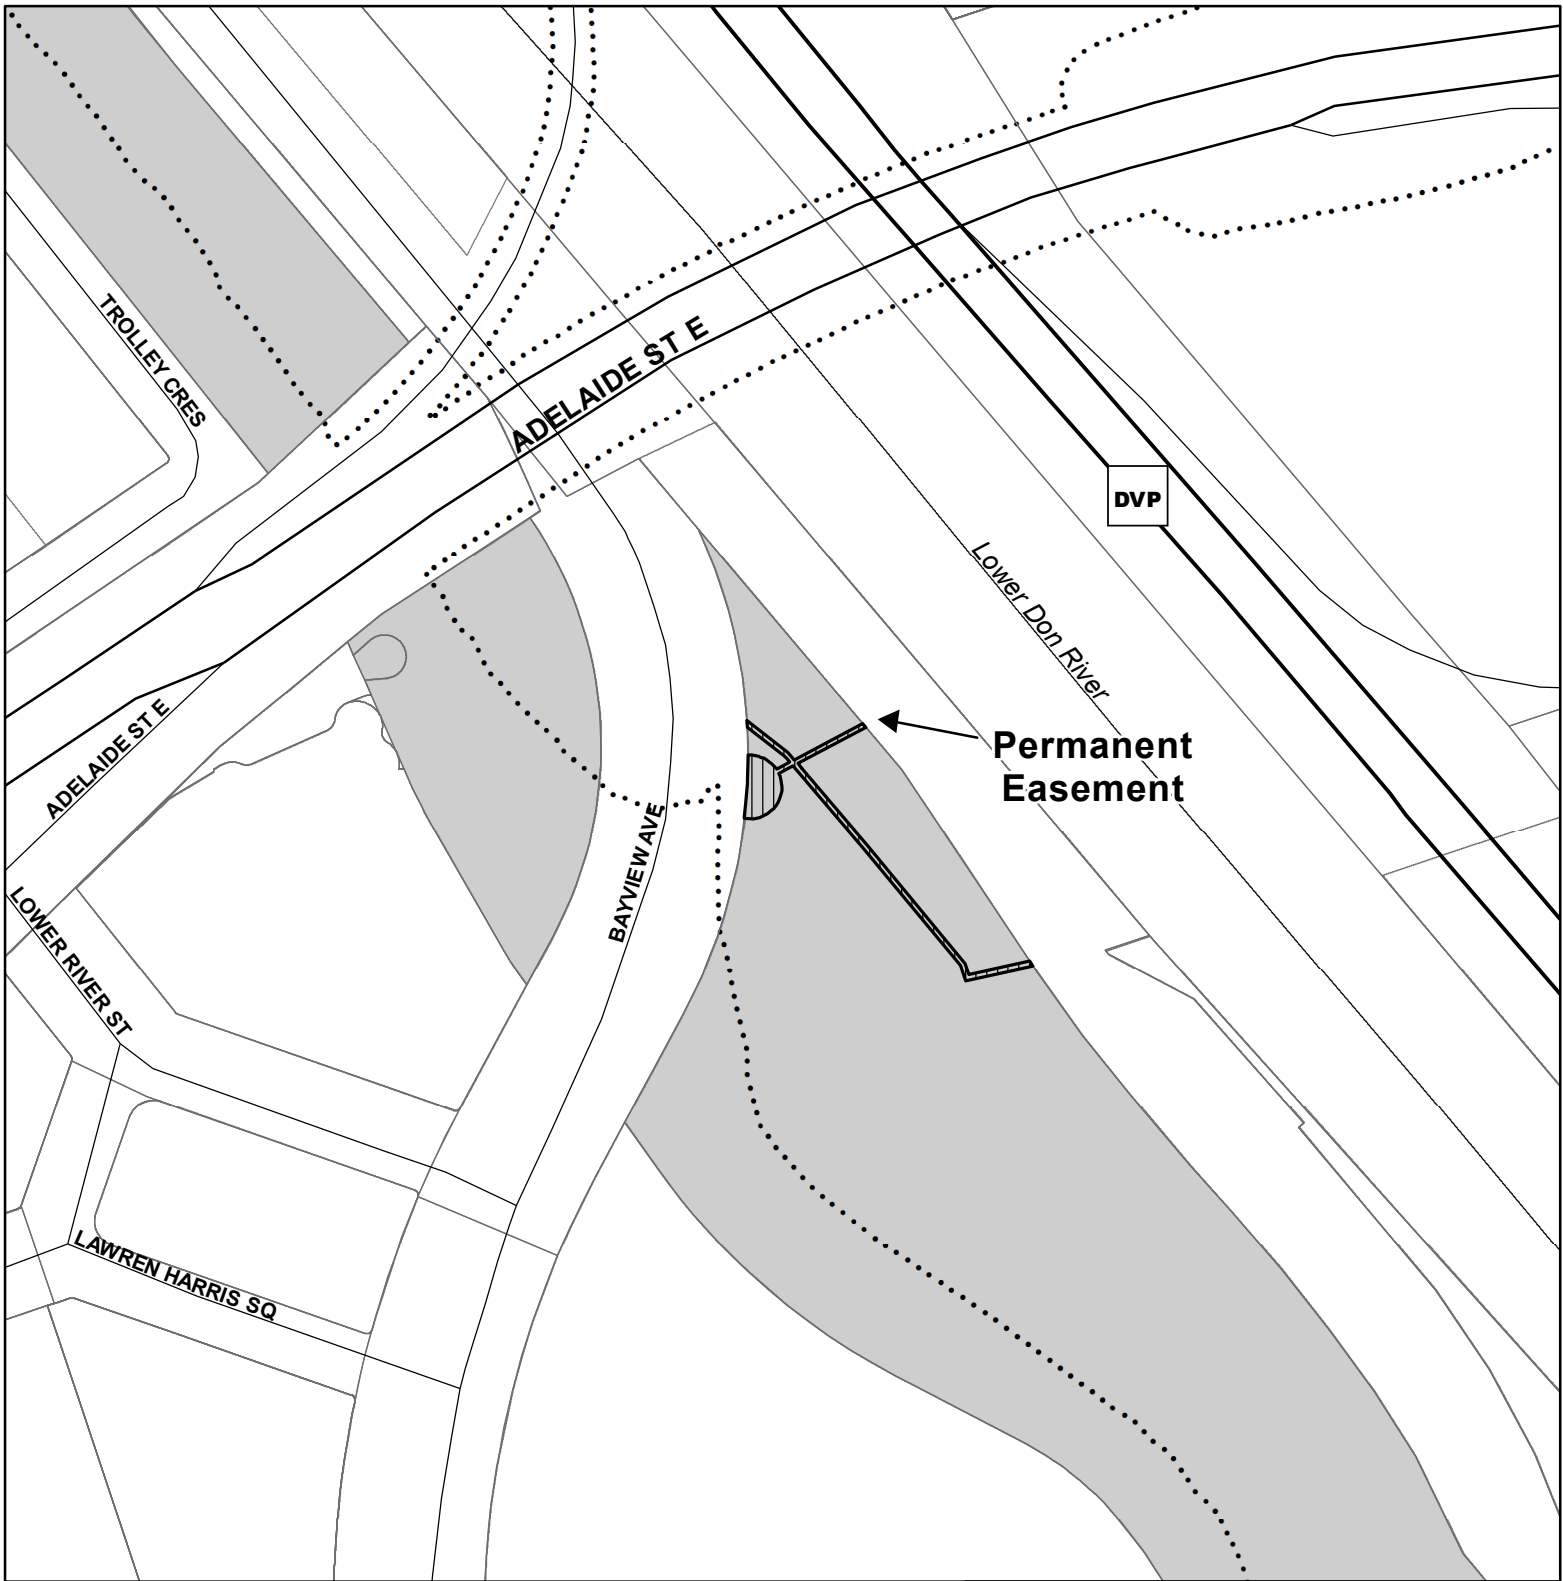 TROLLEY CRES
ADELAIDE ST E
DVP
Lower Don River
Permanent
Easement
ADELAIDE ST E
BAYVIEW AVE
LOWER RIVER ST
LAWREN HARRIS SQ